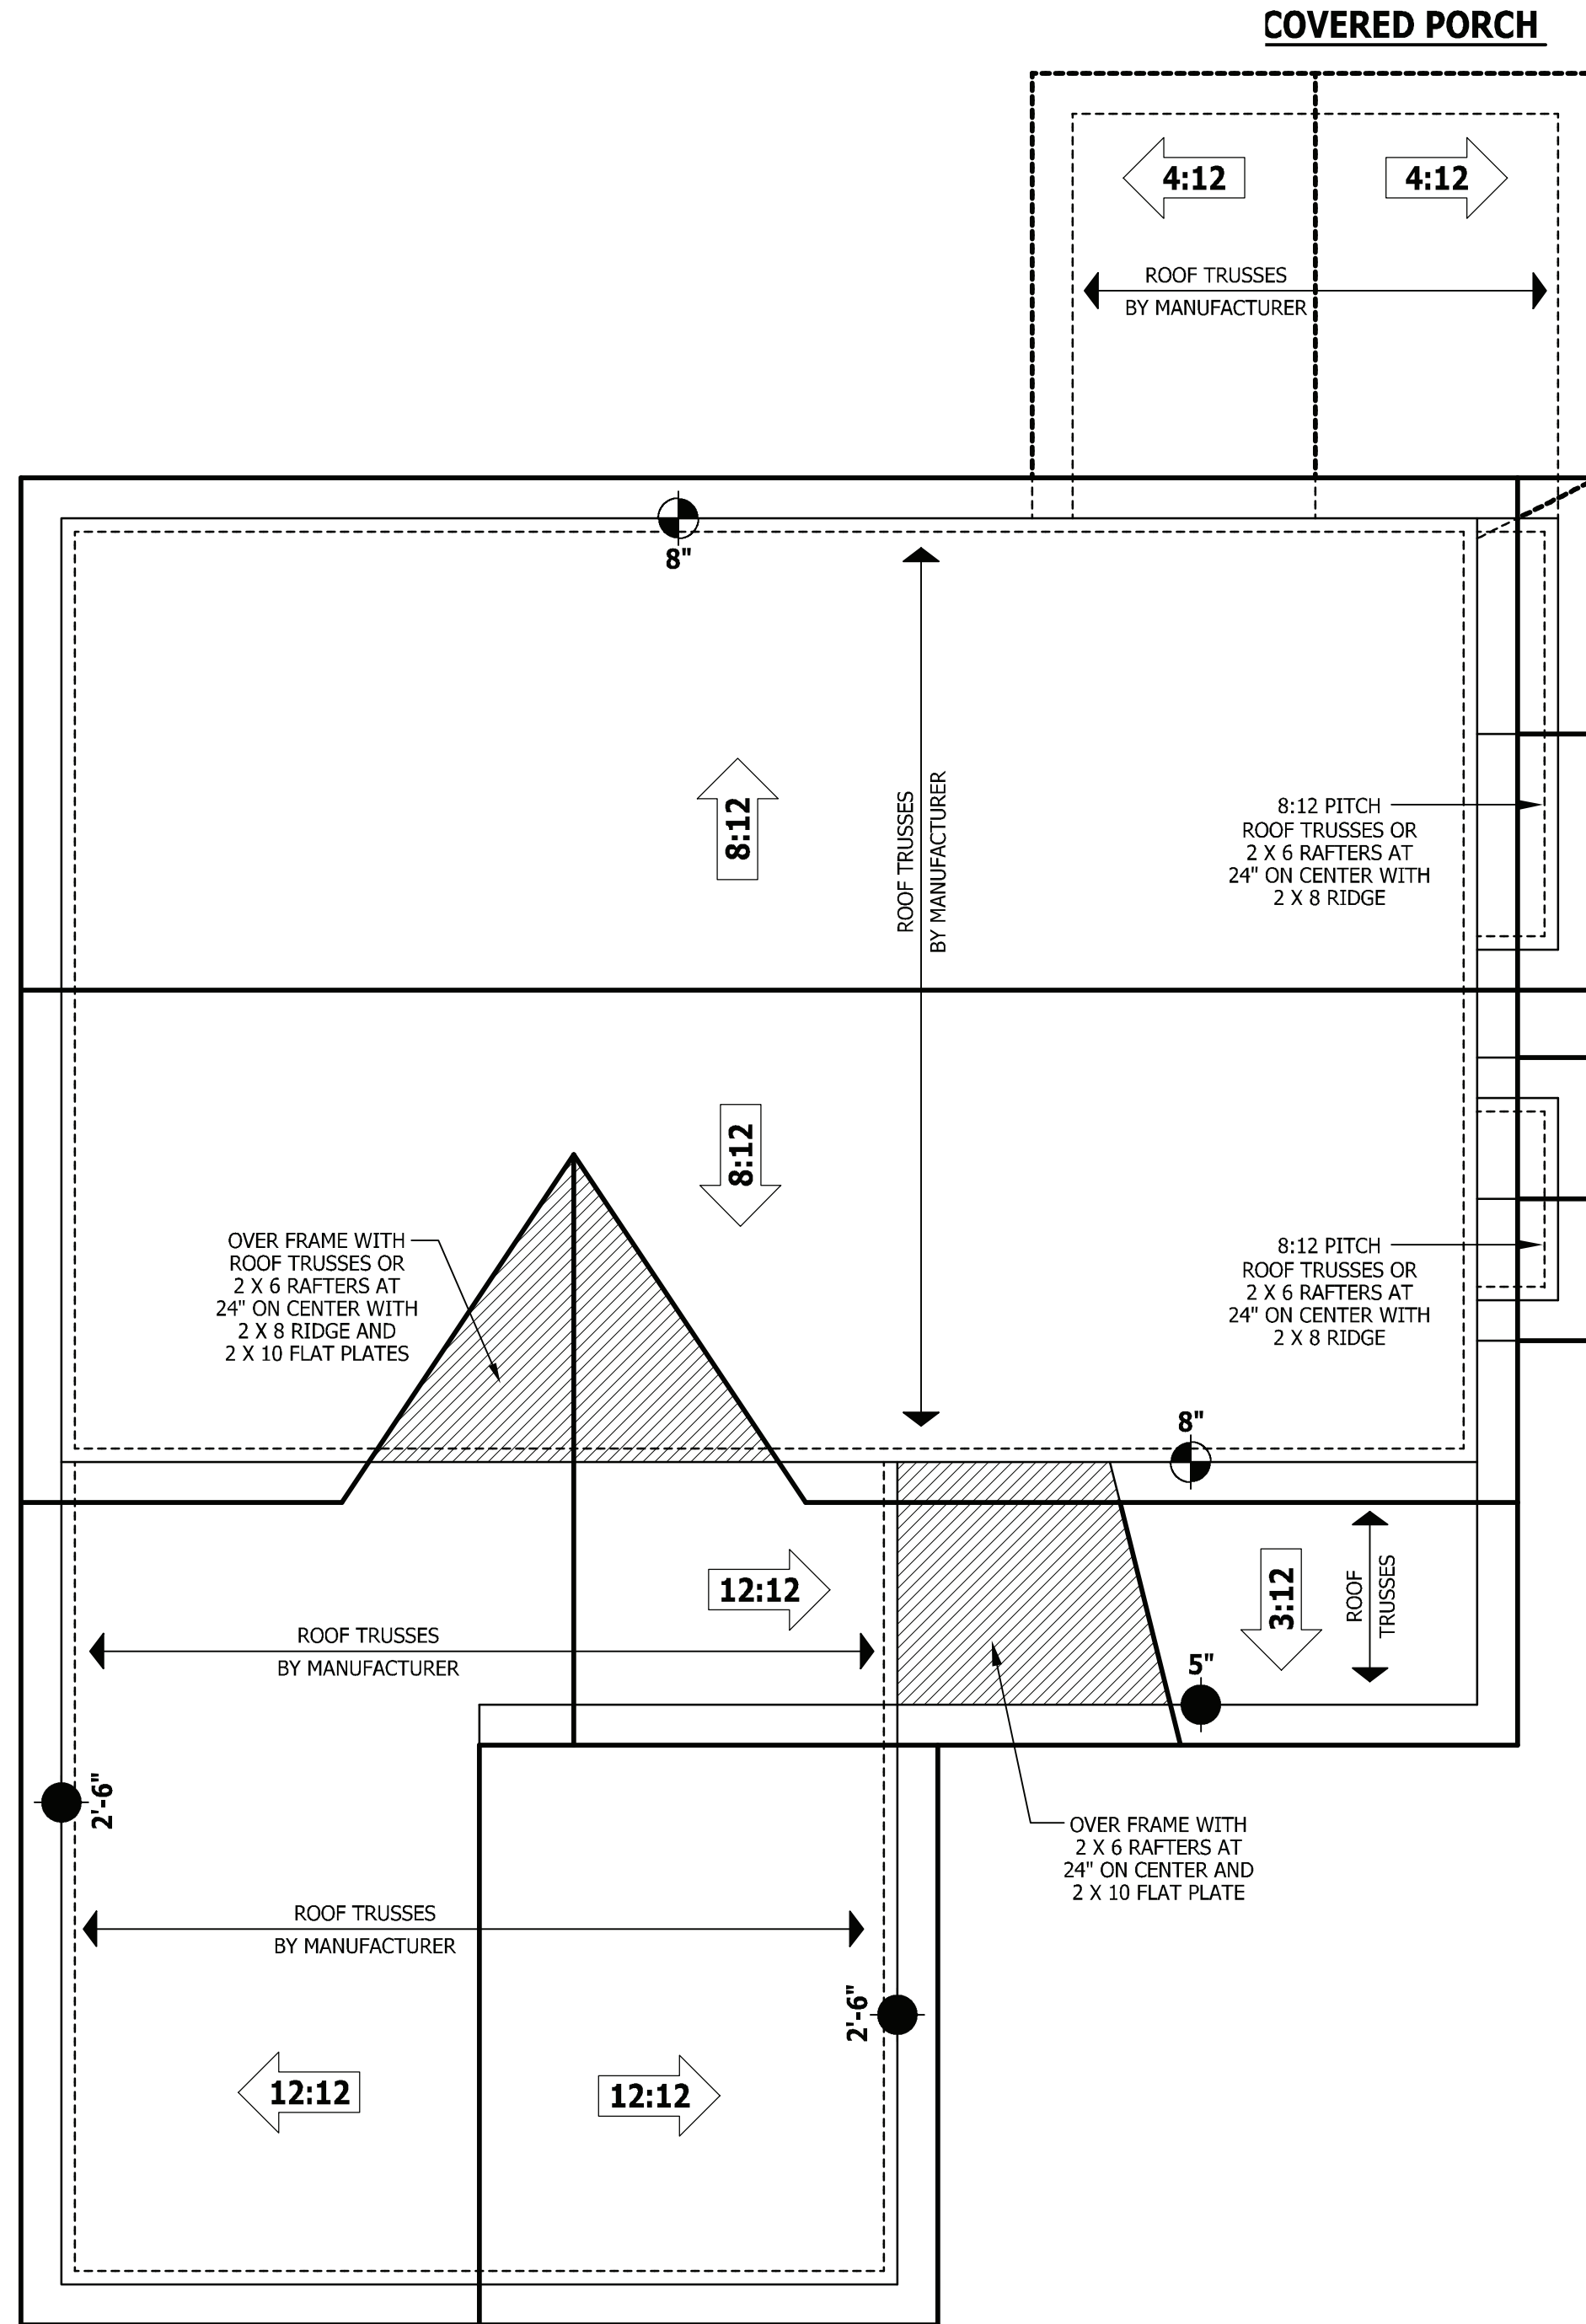 COVERED PORCH
4:12
4:12
ROOF TRUSSES
BY MANUFACTURER
8"
8:12
ROOF TRUSSES
BY MANUFACTURER
8:12 PITCH
ROOF TRUSSES OR
2 X 6 RAFTERS AT
24" ON CENTER WITH
2 X 8 RIDGE
8:12
OVER FRAME WITH
ROOF TRUSSES OR
2 X 6 RAFTERS AT
24" ON CENTER WITH
2 X 8 RIDGE AND
2 X 10 FLAT PLATES
8:12 PITCH
ROOF TRUSSES OR
2 X 6 RAFTERS AT
24" ON CENTER WITH
2 X 8 RIDGE
8"
12:12
3:12
ROOF
TRUSSES
ROOF TRUSSES
BY MANUFACTURER
5"
2'-6"
OVER FRAME WITH
2 X 6 RAFTERS AT
24" ON CENTER AND
2 X 10 FLAT PLATE
ROOF TRUSSES
BY MANUFACTURER
2'-6"
12:12
12:12